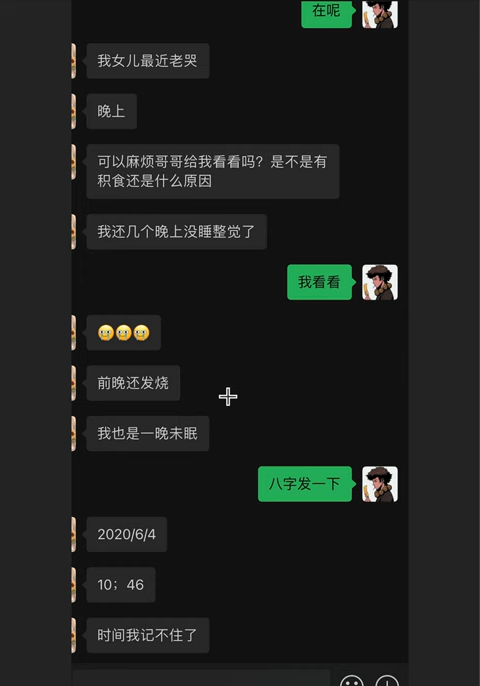 在呢
我女儿最近老哭
晚上
可以麻烦哥哥给我看看吗？是不是有
积食还是什么原因
我还几个晚上没睡整觉了
我看看
前晚还发烧
我也是一晚未眠
八字发一下
2020/6/4
10；46
时间我记不住了